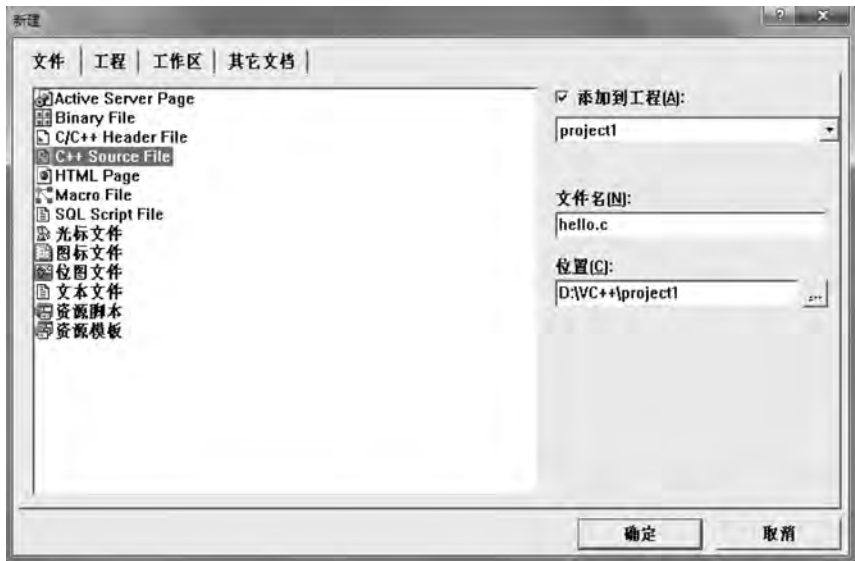 新建
文件 | 工程 | 工作区 | 其它文档 |
Active Server Page
Binary File
C/C++ Header File
C++ Source File
HTML Page
Macro File
SQL Script File
光标文件
图标文件
位图文件
文本文件
资源脚本
资源模板
添加到工程(A):
project1
文件名(N):
hello.c
位置(C):
D:\VC++\project1
...
确定
取消